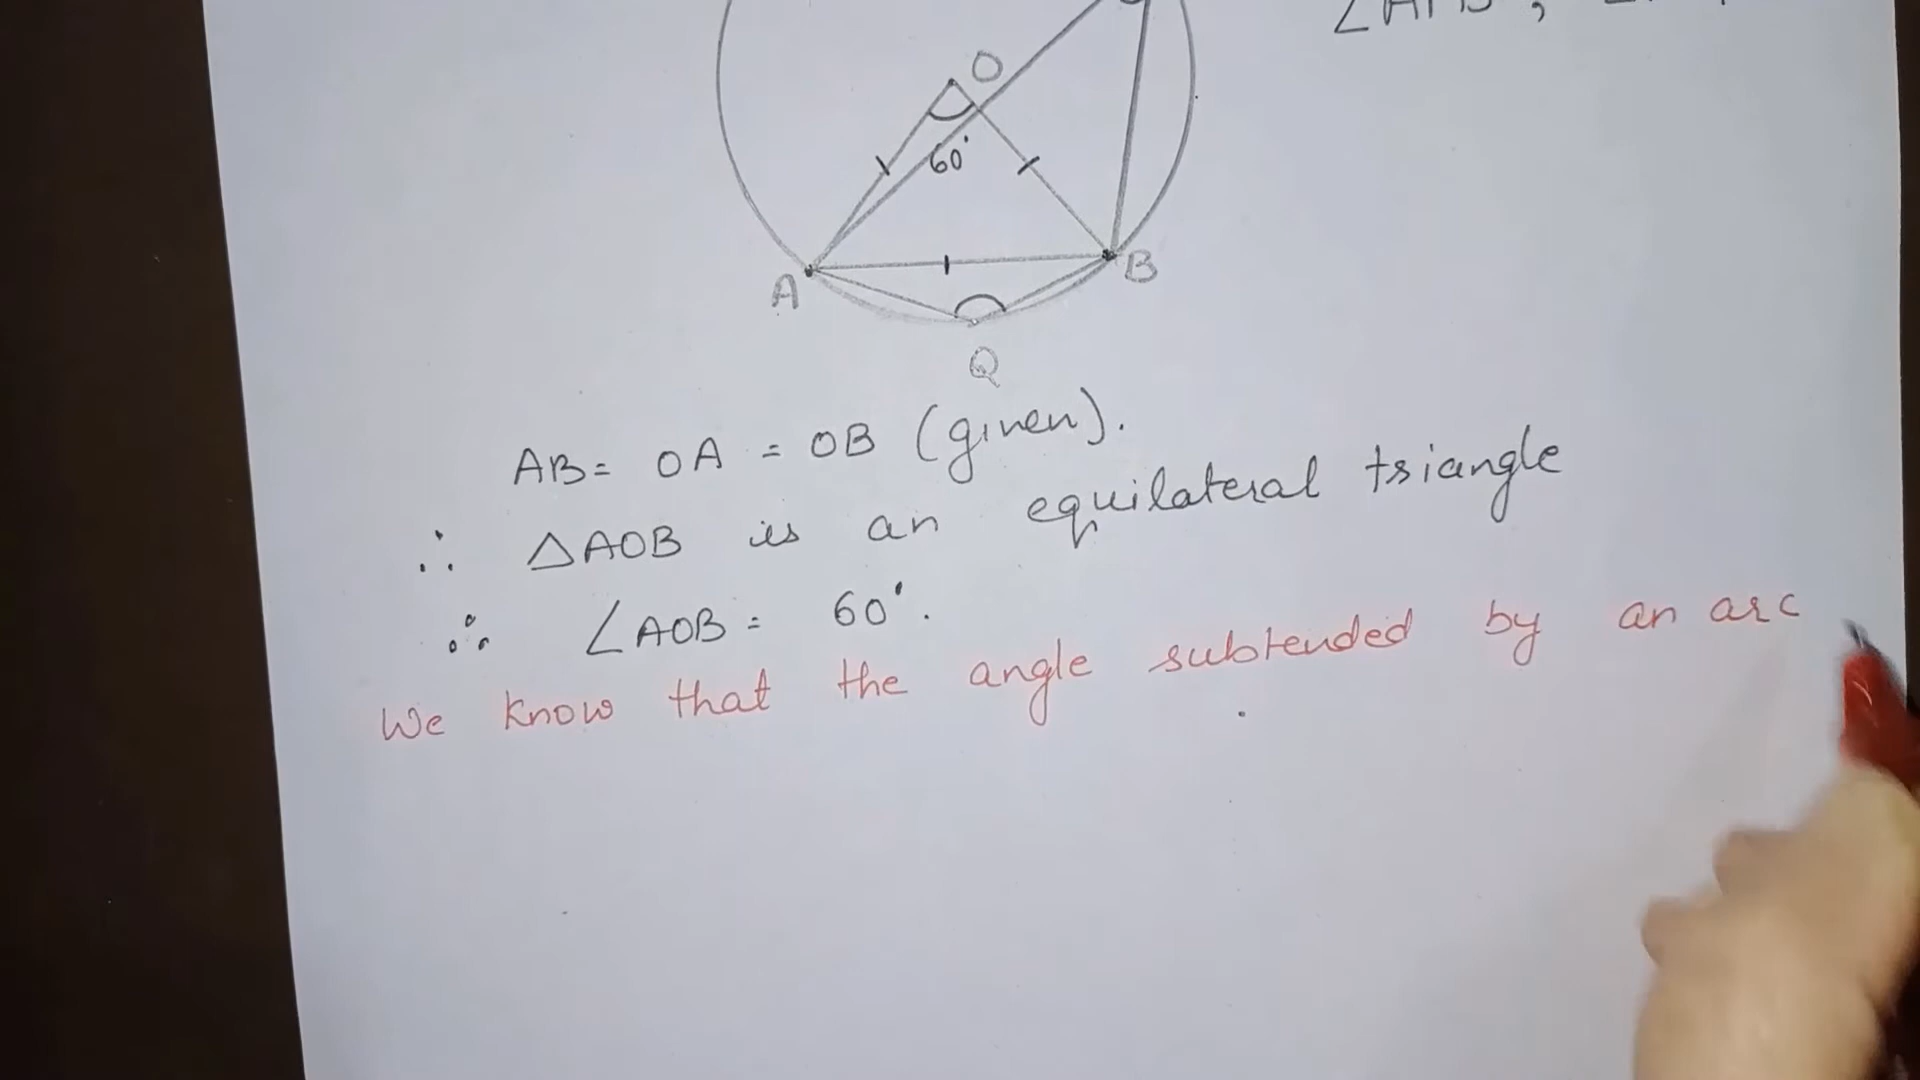 O
60°
A
B
Q
AB = OA = OB (given).
∴ △AOB is an equilateral triangle
∴ ∠AOB = 60°.
We know that the angle subtended by an arc